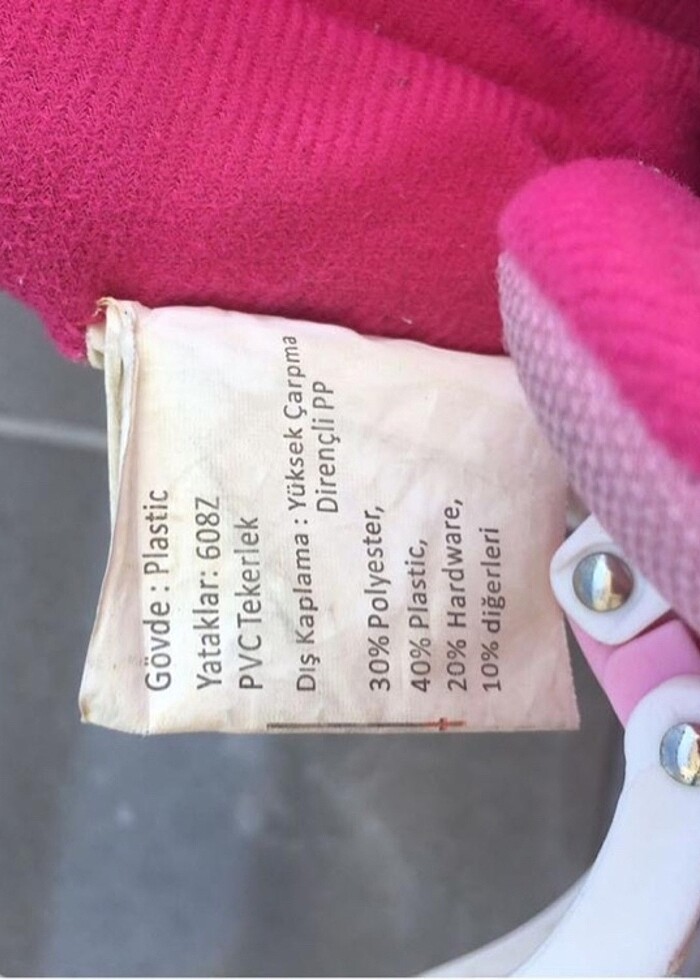 Gövde : Plastic
Yataklar: 608Z
PVC Tekerlek
Dış Kaplama : Yüksek Çarpma
Dirençli PP
30% Polyester,
40% Plastic,
20% Hardware,
10% diğerleri